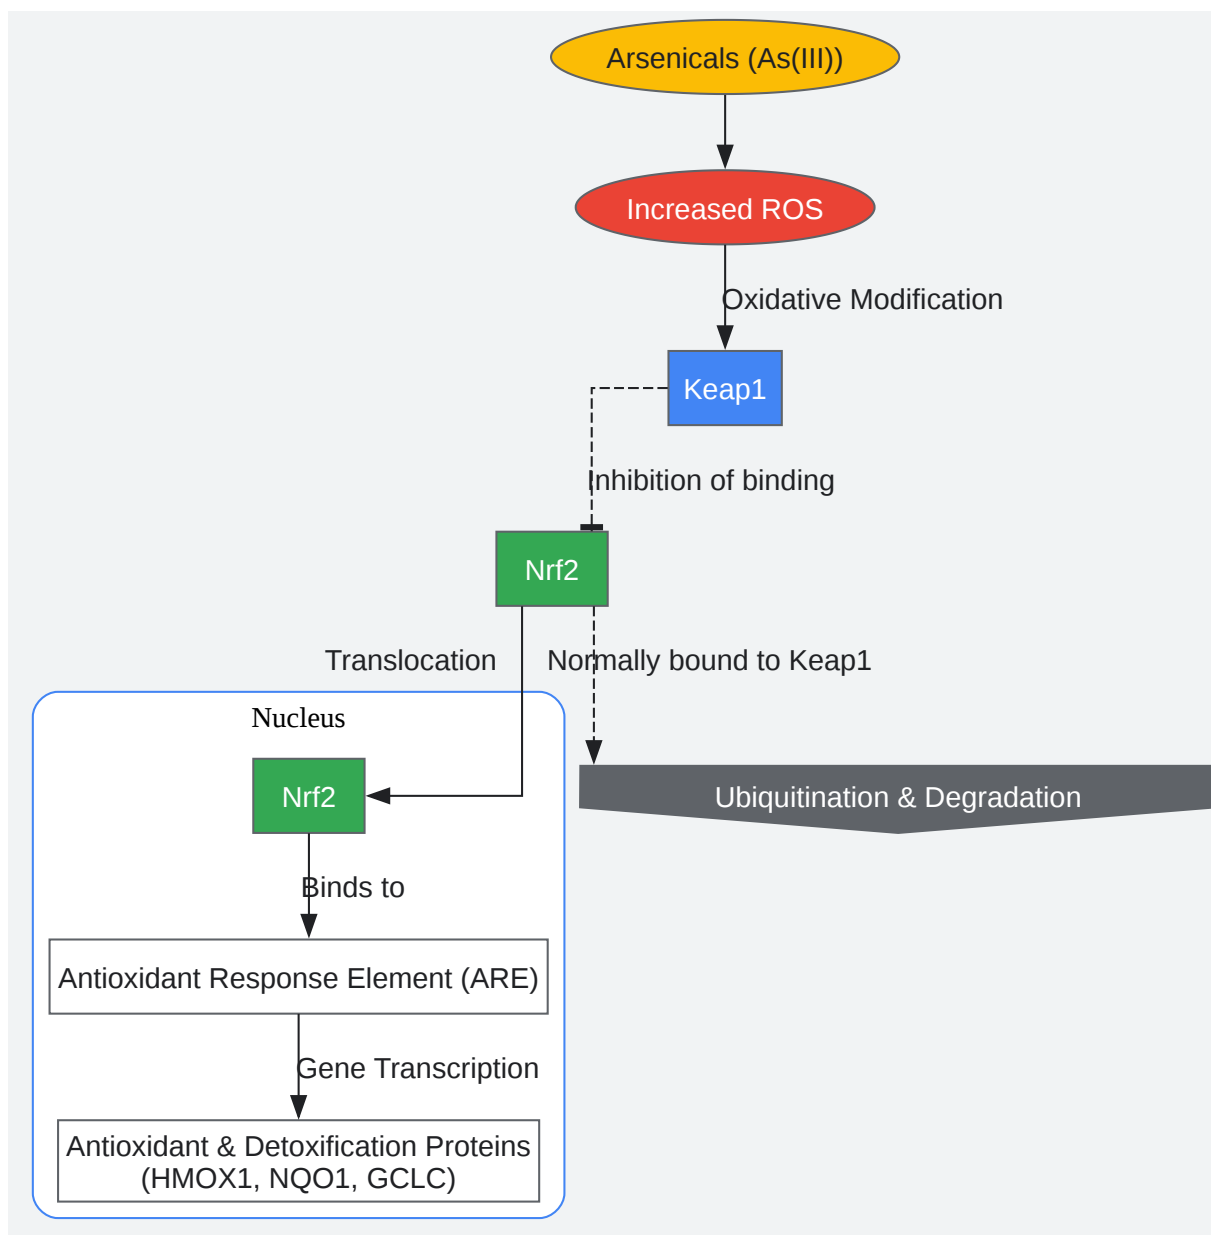 Arsenicals (As(III))
Increased ROS
Oxidative Modification
Keap1
Inhibition of binding
Nrf2
Translocation
Normally bound to Keap1
Nucleus
Nrf2
Ubiquitination & Degradation
Binds to
Antioxidant Response Element (ARE)
Gene Transcription
Antioxidant & Detoxification Proteins
(HMOX1, NQO1, GCLC)